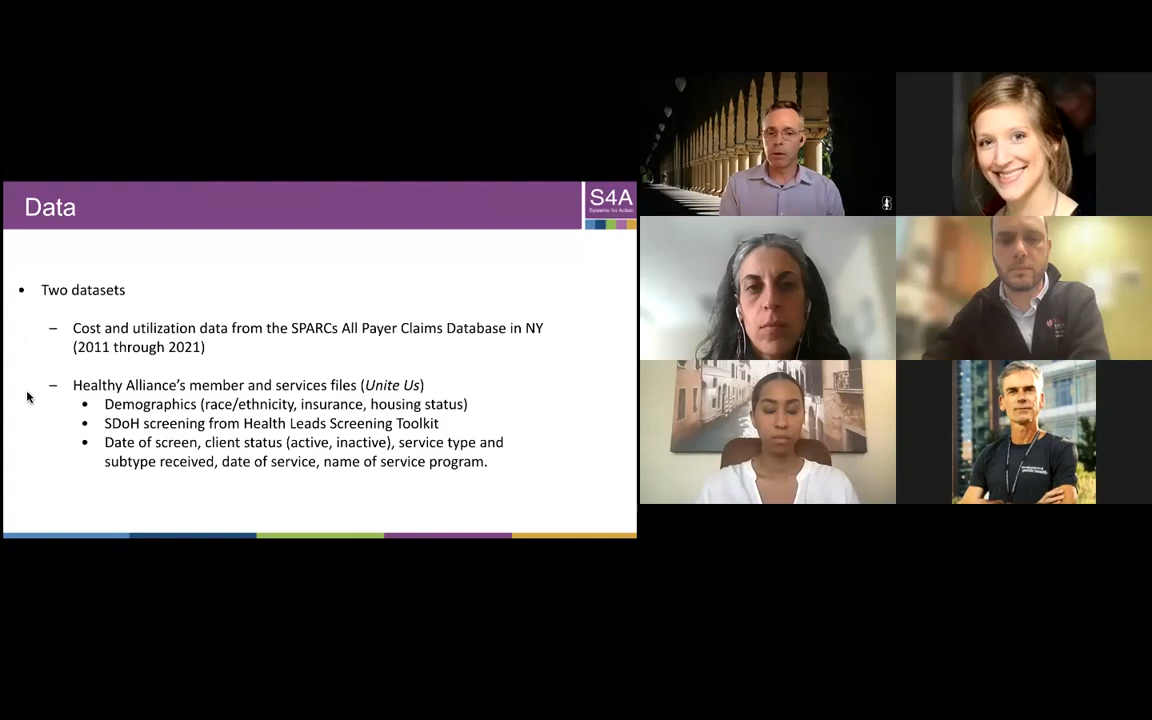 Data
S4A
Systems for Action
• Two datasets
– Cost and utilization data from the SPARCs All Payer Claims Database in NY
(2011 through 2021)
– Healthy Alliance’s member and services files (Unite Us)
• Demographics (race/ethnicity, insurance, housing status)
• SDoH screening from Health Leads Screening Toolkit
• Date of screen, client status (active, inactive), service type and
subtype received, date of service, name of service program.